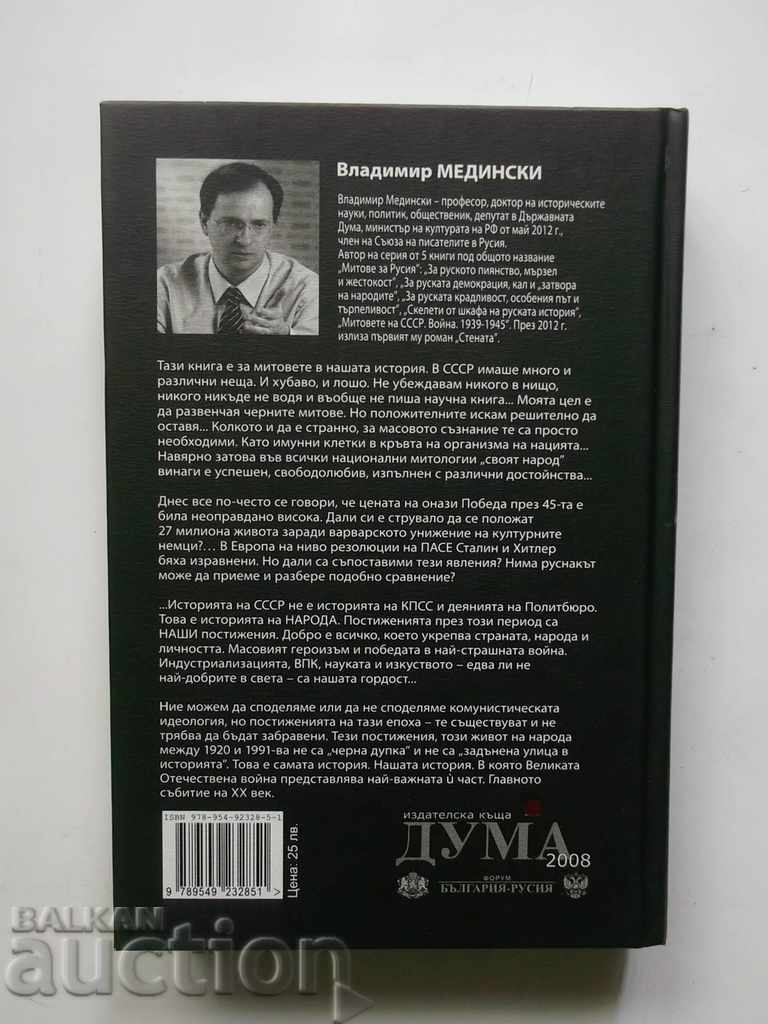 Владимир МЕДИНСКИ
Владимир Медински – професор, доктор на историческите
науки, политик, общественик, депутат в Държавната
Дума, министър на културата на РФ от май 2012 г.,
член на Съюза на писателите в Русия.
Автор на серия от 5 книги под общото название
„Митове за Русия": „За руското пиянство, мързел
и жестокост", „За руската демокрация, кал и „затвора
на народите", „За руската крадливост, особения път и
търпеливост", „Скелети от шкафа на руската история",
„Митовете на СССР. Война. 1939-1945". През 2012 г.
излиза първият му роман „Стената".
Тази книга е за митовете в нашата история. В СССР имаше много и
различни неща. И хубаво, и лошо. Не убеждавам никого в нищо,
никого никъде не водя и въобще не пиша научна книга... Моята цел е
да развенчая черните митове. Но положителните искам решително да
оставя... Колкото и да е странно, за масовото съзнание те са просто
необходими. Като имунни клетки в кръвта на организма на нацията...
Навярно затова във всички национални митологии „своят народ"
винаги е успешен, свободолюбив, изпълнен с различни достойнства...
Днес все по-често се говори, че цената на онази Победа през 45-та е
била неоправдано висока. Дали си е струвало да се положат
27 милиона живота заради варварското унижение на културните
немци?... В Европа на ниво резолюции на ПАСЕ Сталин и Хитлер
бяха изравнени. Но дали са съпоставими тези явления? Нима руснакът
може да приеме и разбере подобно сравнение?
...Историята на СССР не е историята на КПСС и деянията на Политбюро.
Това е историята на НАРОДА. Постиженията през този период са
НАШИ постижения. Добро е всичко, което укрепва страната, народа и
личността. Масовият героизъм и победата в най-страшната война.
Индустриализацията, ВПК, науката и изкуството – едва ли не
най-добрите в света – са нашата гордост...
Ние можем да споделяме или да не споделяме комунистическата
идеология, но постиженията на тази епоха – те съществуват и не
трябва да бъдат забравени. Тези постижения, този живот на народа
между 1920 и 1991-ва не са „черна дупка" и не са „задънена улица в
историята". Това е самата история. Нашата история. В която Великата
Отечествена война представлява най-важната ѝ част. Главното
събитие на XX век.
ISBN 978-954-92328-5-1
9 789549 232851 >
Цена: 25 лв.
издателска къща
ДУМА
2008
ФОРУМ
БЪЛГАРИЯ-РУСИЯ
BALKAN
auction